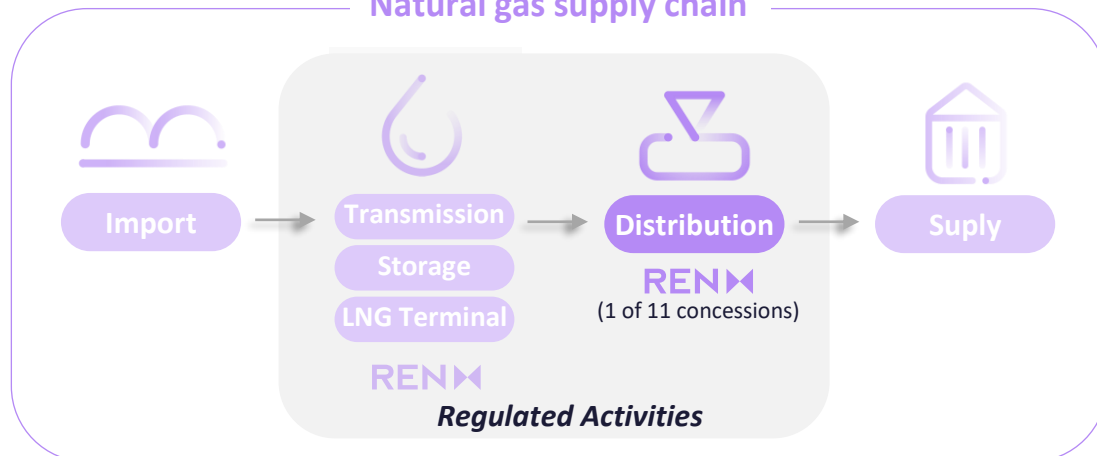 Natural gas supply chain
Import
Transmission
Storage
LNG Terminal
REN
Distribution
REN
(1 of 11 concessions)
Suply
Regulated Activities